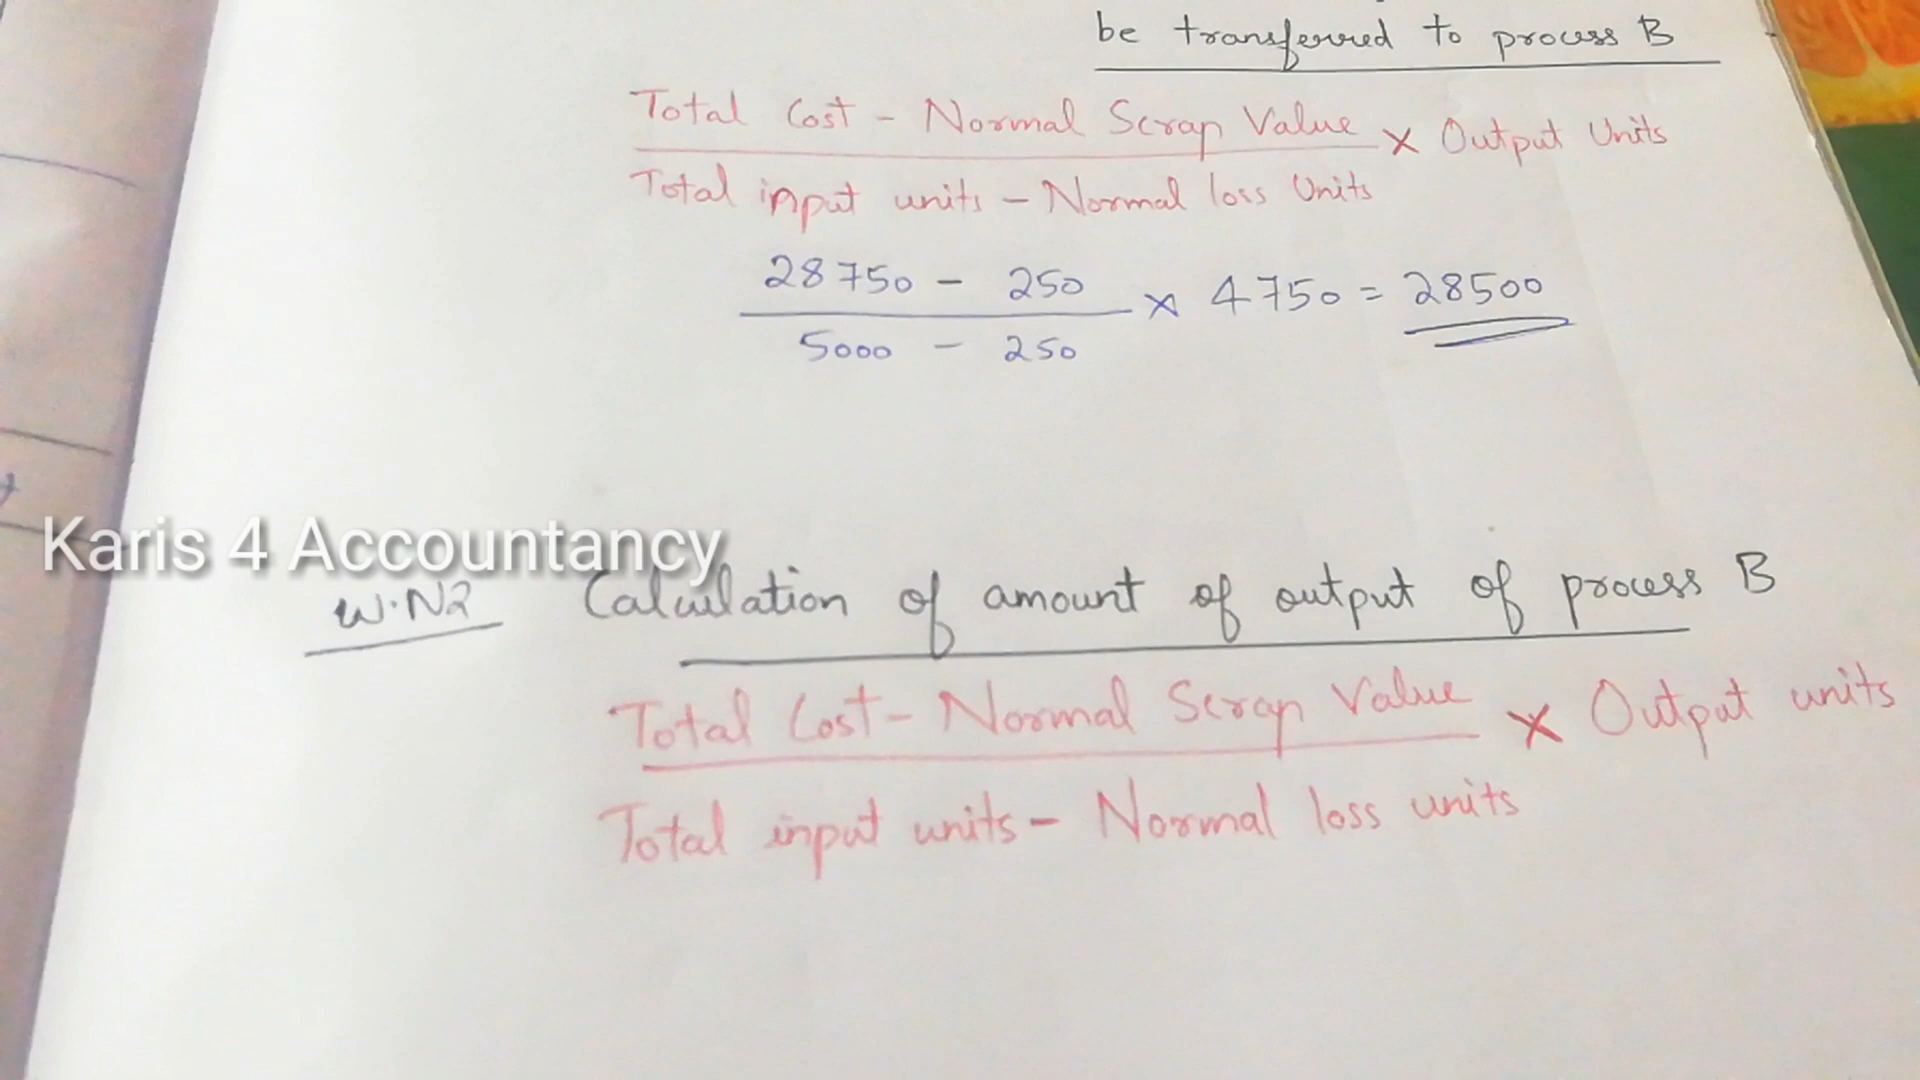 be transferred to process B
Total Cost - Normal Scrap Value × Output Units
Total input units - Normal loss Units
28750 - 250 × 4750 = 28500
5000 - 250
Karis 4 Accountancy
W.N2 Calculation of amount of output of process B
Total Cost - Normal Scrap Value × Output units
Total input units - Normal loss units